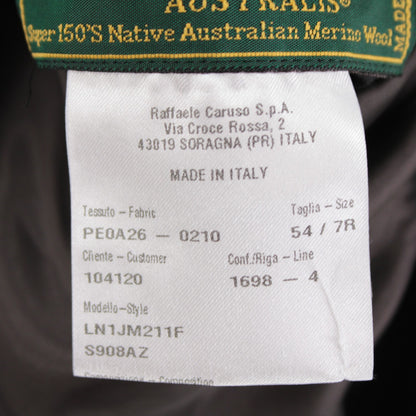 AUSTRALIS®
Super 150'S Native Australian Merino Wool
MADE
Raffaele Caruso S.p.A.
Via Croce Rossa, 2
43019 SORAGNA (PR) ITALY
MADE IN ITALY
Tessuto – Fabric Taglia – Size
PE0A26 – 0210 54 / 7R
Cliente – Customer Conf./Riga – Line
104120 1698 – 4
Modello-Style
LN1JM211F
S908AZ